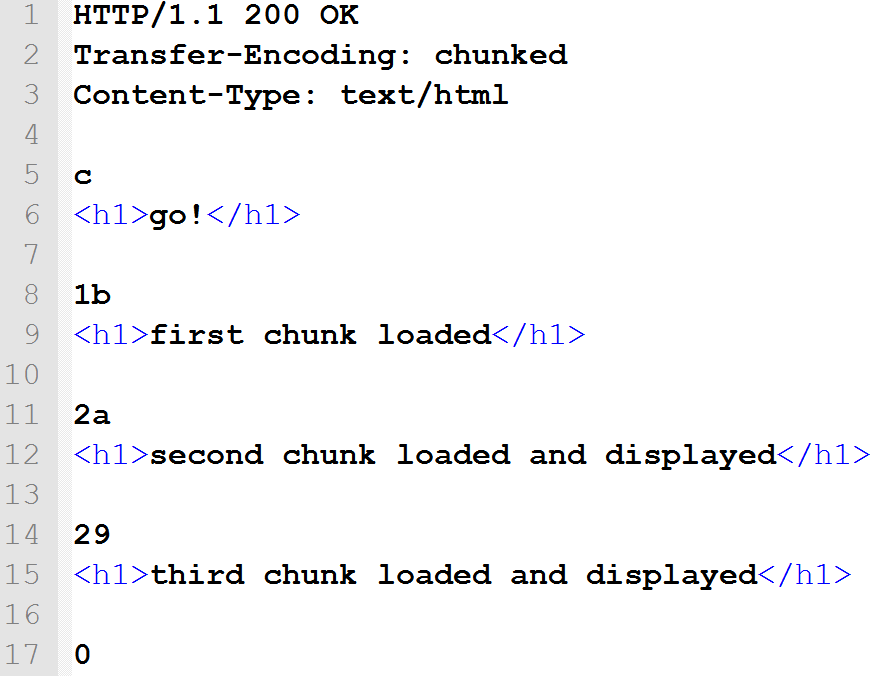 1 HTTP/1.1 200 OK
2 Transfer-Encoding: chunked
3 Content-Type: text/html
4
5 c
6 <h1>go!</h1>
7
8 1b
9 <h1>first chunk loaded</h1>
10
11 2a
12 <h1>second chunk loaded and displayed</h1>
13
14 29
15 <h1>third chunk loaded and displayed</h1>
16
17 0